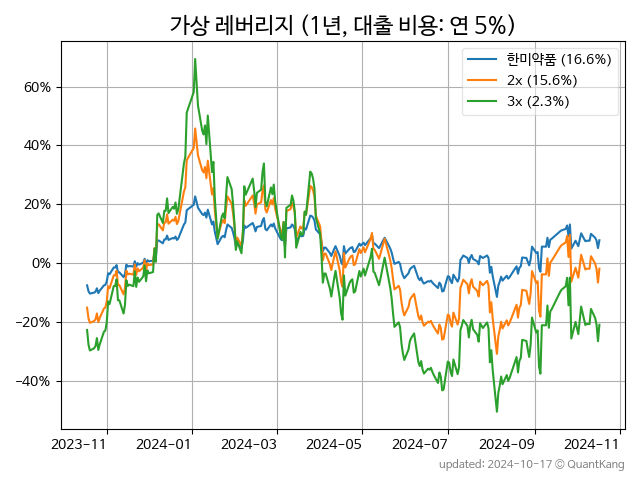 가상 레버리지 (1년, 대출 비용: 연 5%)
한미약품 (16.6%)
2x (15.6%)
3x (2.3%)
60%
40%
20%
0%
−20%
−40%
2023-11 2024-01 2024-03 2024-05 2024-07 2024-09 2024-11
updated: 2024-10-17 © QuantKang